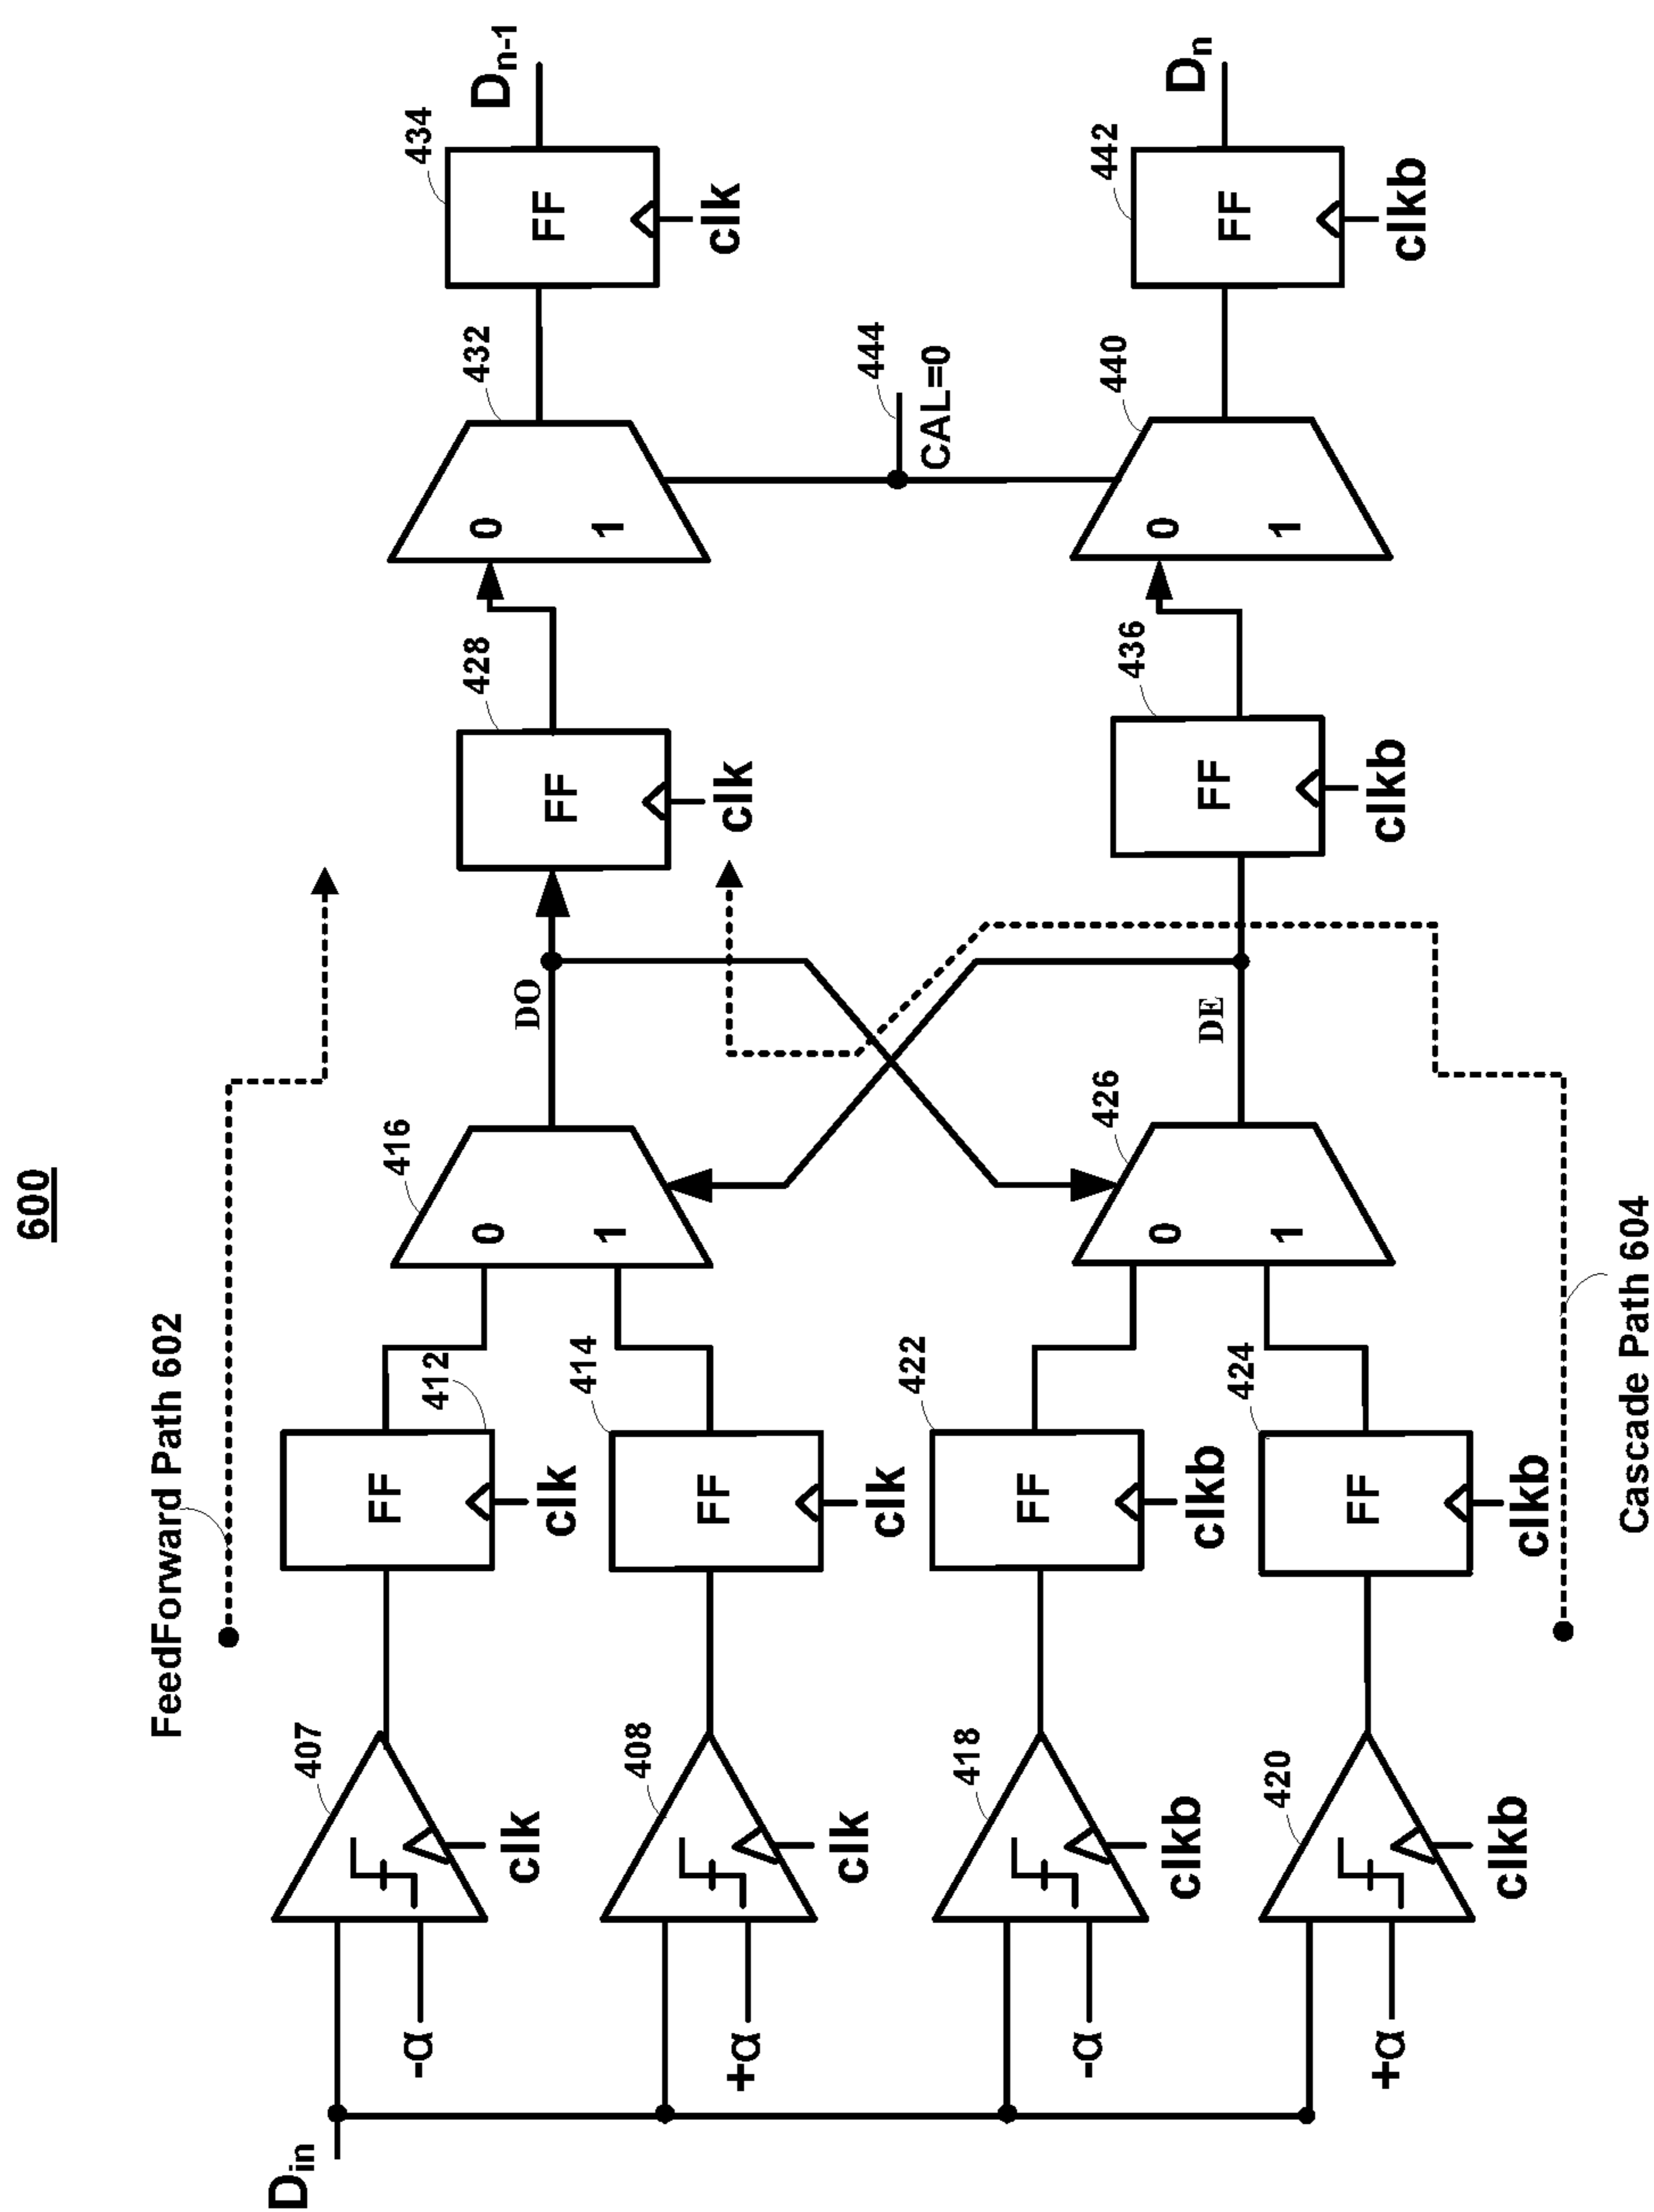 600
FeedForward Path 602
Din
-α
407
clk
412
FF
clk
+α
408
clk
414
FF
clk
416
0
1
DO
428
FF
clk
432
0
1
434
FF
clk
Dn-1
444
CAL=0
-α
418
clkb
422
FF
clkb
+α
420
clkb
424
FF
clkb
426
0
1
DE
436
FF
clkb
440
0
1
442
FF
clkb
Dn
Cascade Path 604